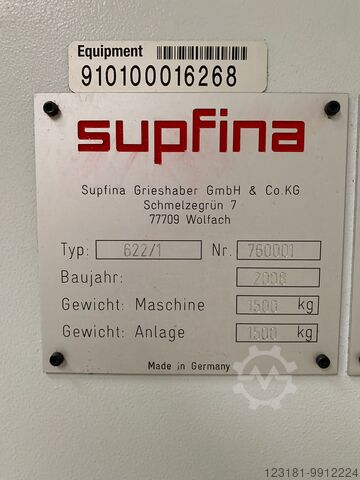 Equipment
910100016268
supfina
Supfina Grieshaber GmbH & Co.KG
Schmelzegrün 7
77709 Wolfach
Typ: 622/1 Nr. 760001
Baujahr: 2008
Gewicht: Maschine 1500 kg
Gewicht: Anlage 1500 kg
Made in Germany
123181-9912224